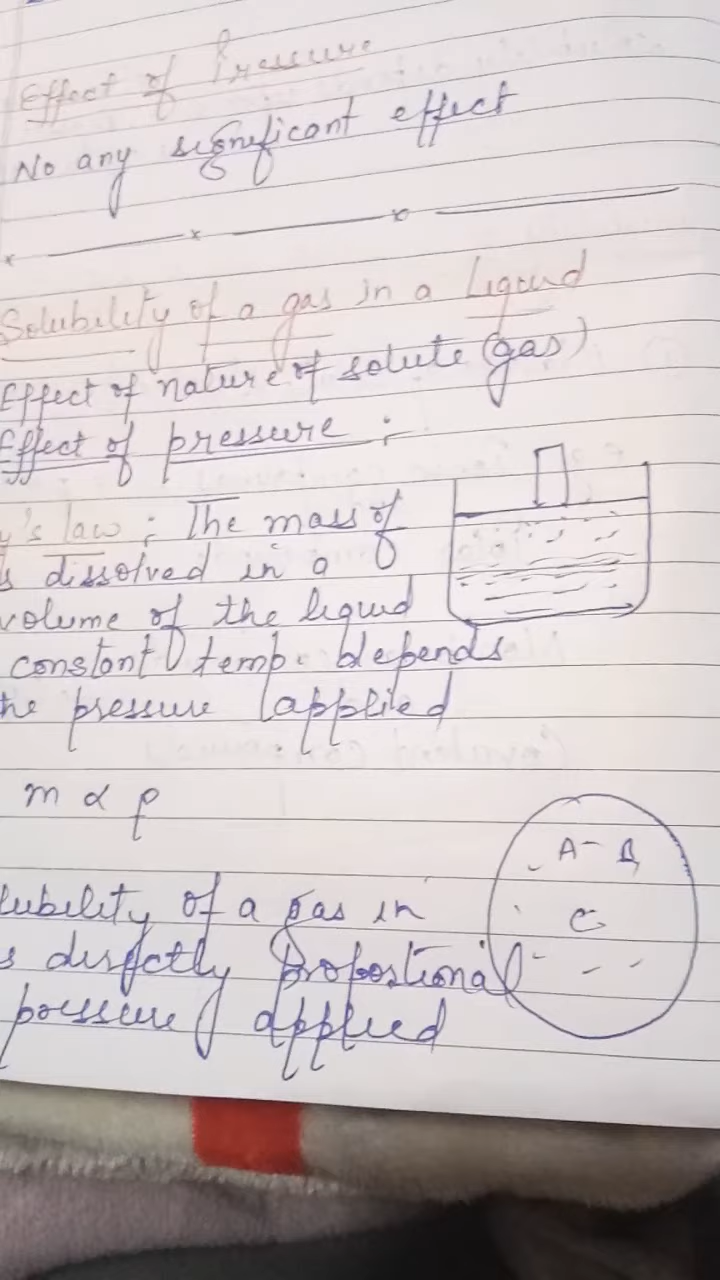 Effect of Pressure
No any significant effect
Solubility of a gas in a Liquid
Effect of nature of solute (gas)
Effect of pressure :
y's law : The mass of
s dissolved in a
volume of the liquid
constant temp. depends
he pressure applied
m ∝ p
A - B
lubility of a gas in
C
s directly Propostional
pressure applied